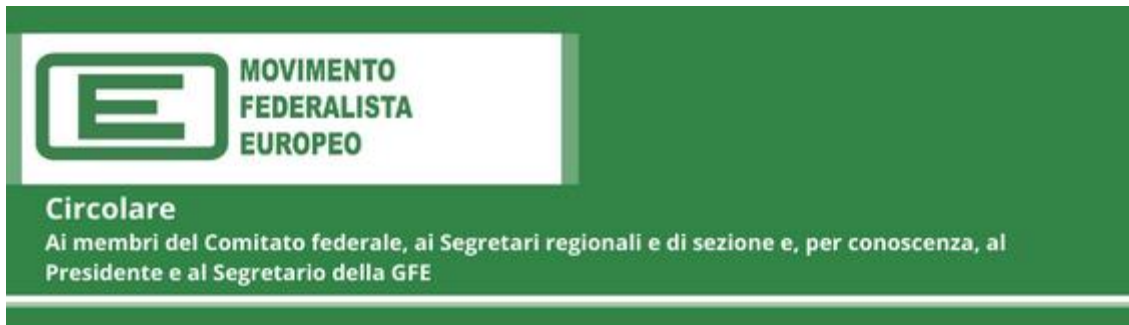 E
MOVIMENTO
FEDERALISTA
EUROPEO
Circolare
Ai membri del Comitato federale, ai Segretari regionali e di sezione e, per conoscenza, al
Presidente e al Segretario della GFE